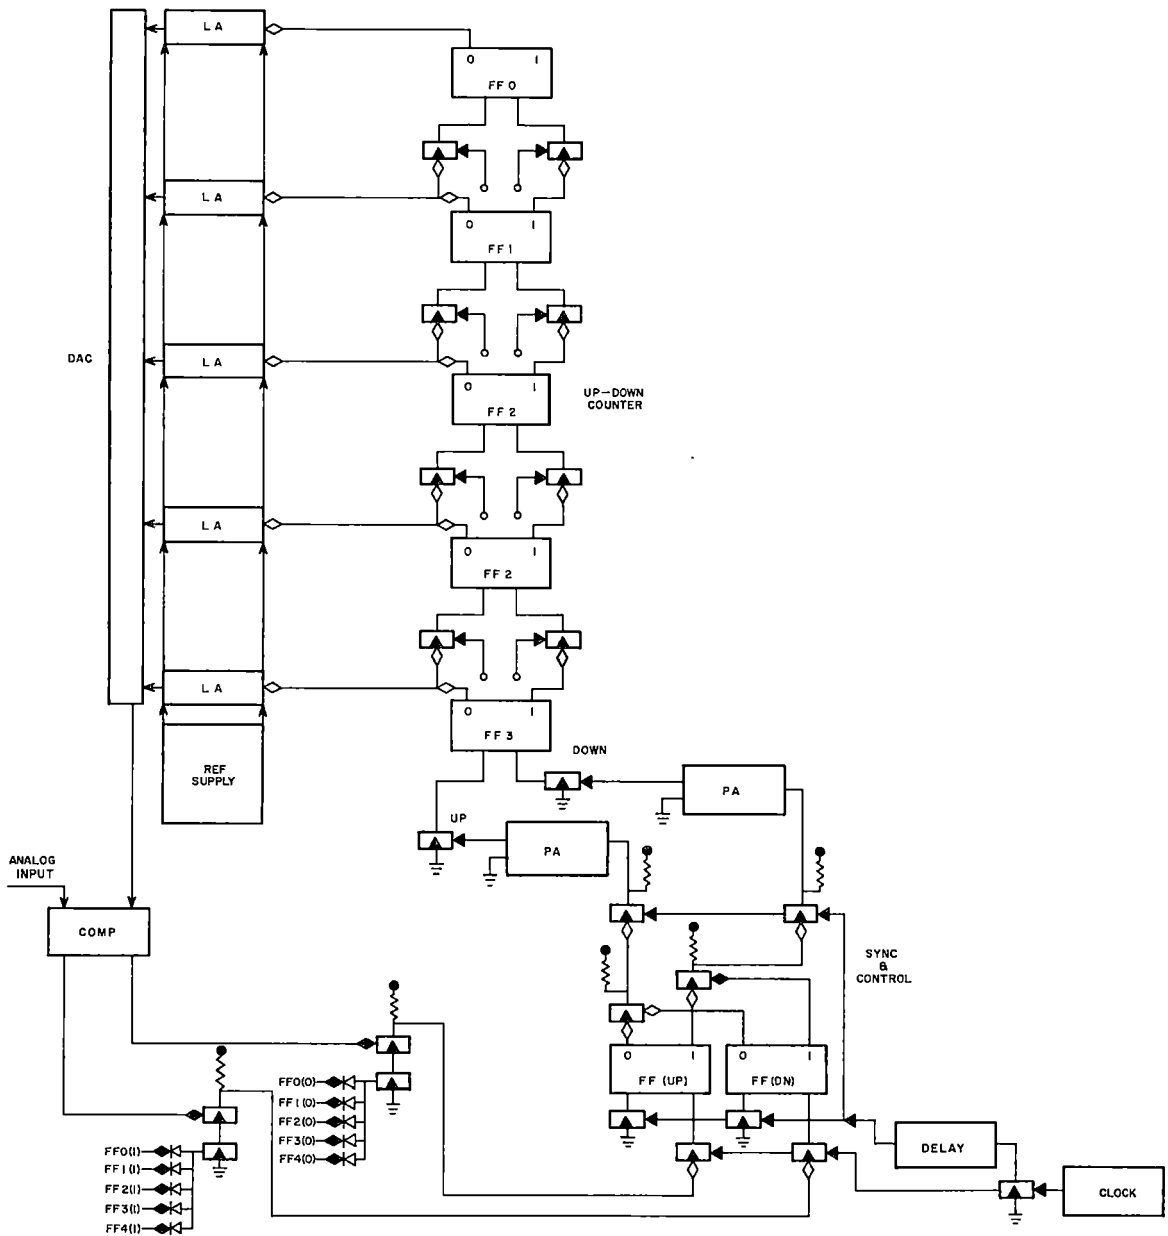 LA
0 1
FF0
LA
0 1
FF1
DAC
LA
0 1
FF2
UP-DOWN
COUNTER
LA
0 1
FF2
LA
0 1
FF3
REF
SUPPLY
DOWN
PA
UP
PA
ANALOG
INPUT
COMP
SYNC
&
CONTROL
0 1
FF (UP)
0 1
FF(DN)
FF0(0)
FF1(0)
FF2(0)
FF3(0)
FF4(0)
FF0(1)
FF1(1)
FF2(1)
FF3(1)
FF4(1)
DELAY
CLOCK